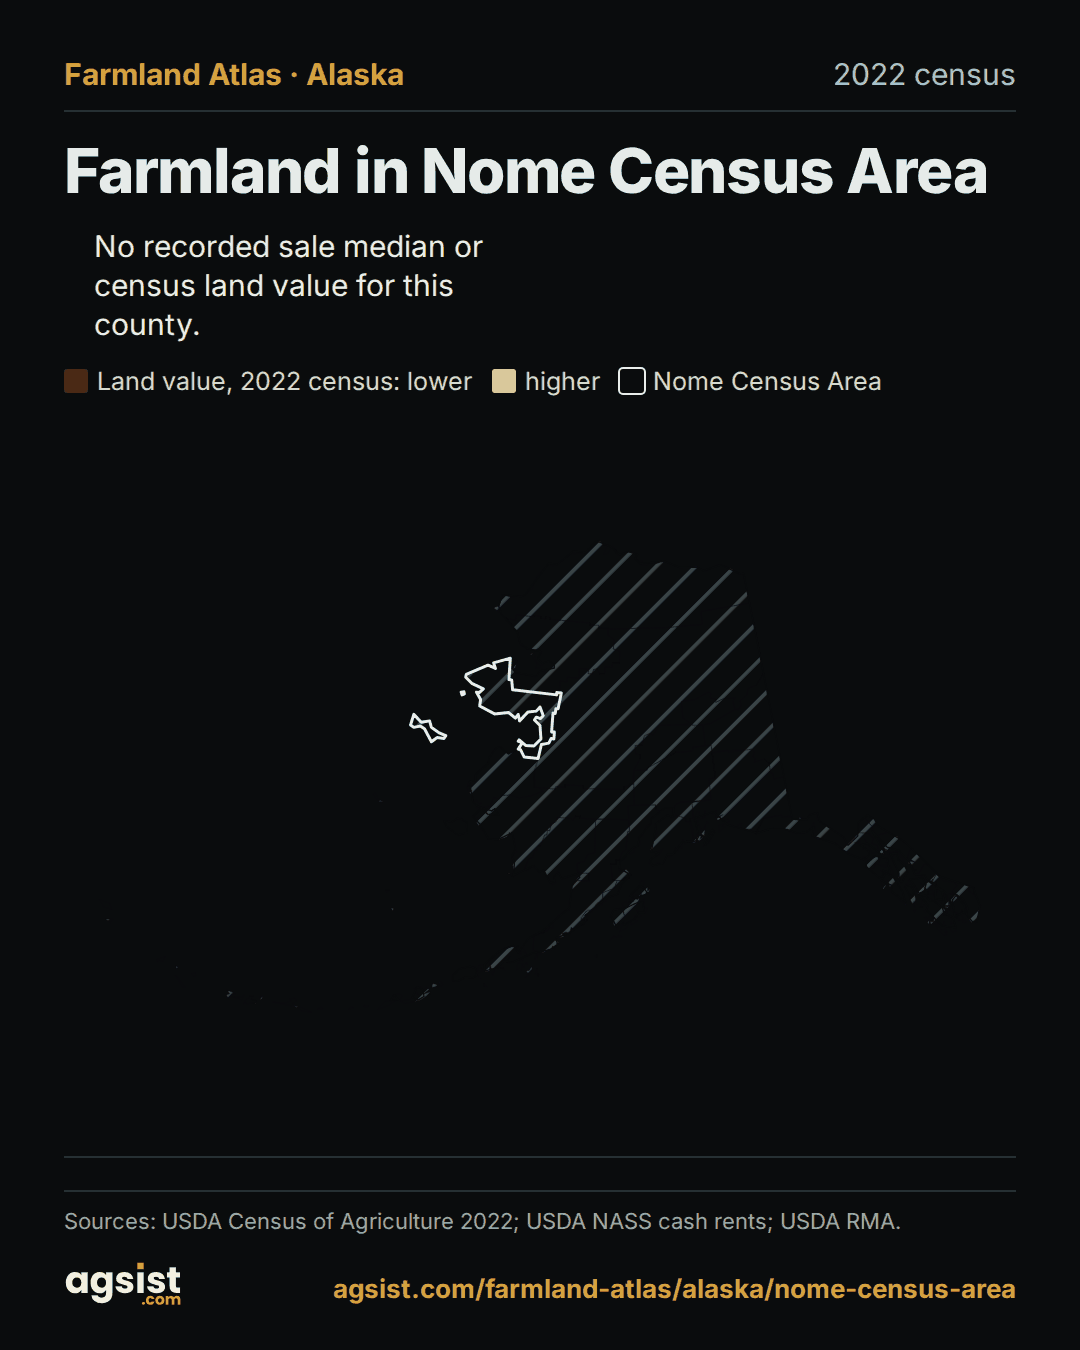 Farmland Atlas · Alaska
2022 census
Farmland in Nome Census Area
No recorded sale median or
census land value for this
county.
Land value, 2022 census: lower higher Nome Census Area
Sources: USDA Census of Agriculture 2022; USDA NASS cash rents; USDA RMA.
agsist
.com
agsist.com/farmland-atlas/alaska/nome-census-area